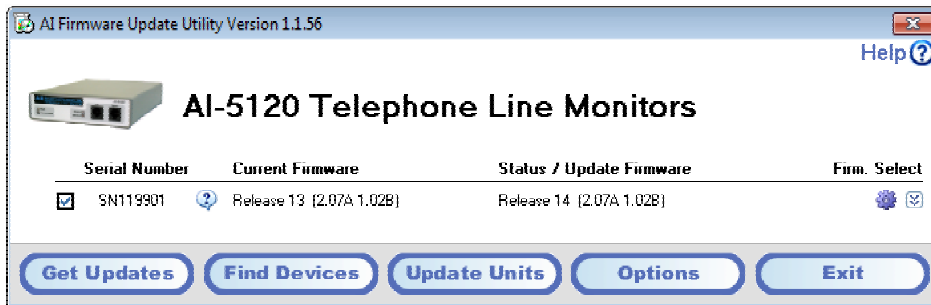 AI Firmware Update Utility Version 1.1.56
Help
AI-5120 Telephone Line Monitors
Serial Number Current Firmware Status / Update Firmware Firm. Select
SN119901 Release 13 (2.07A 1.02B) Release 14 (2.07A 1.02B)
Get Updates Find Devices Update Units Options Exit